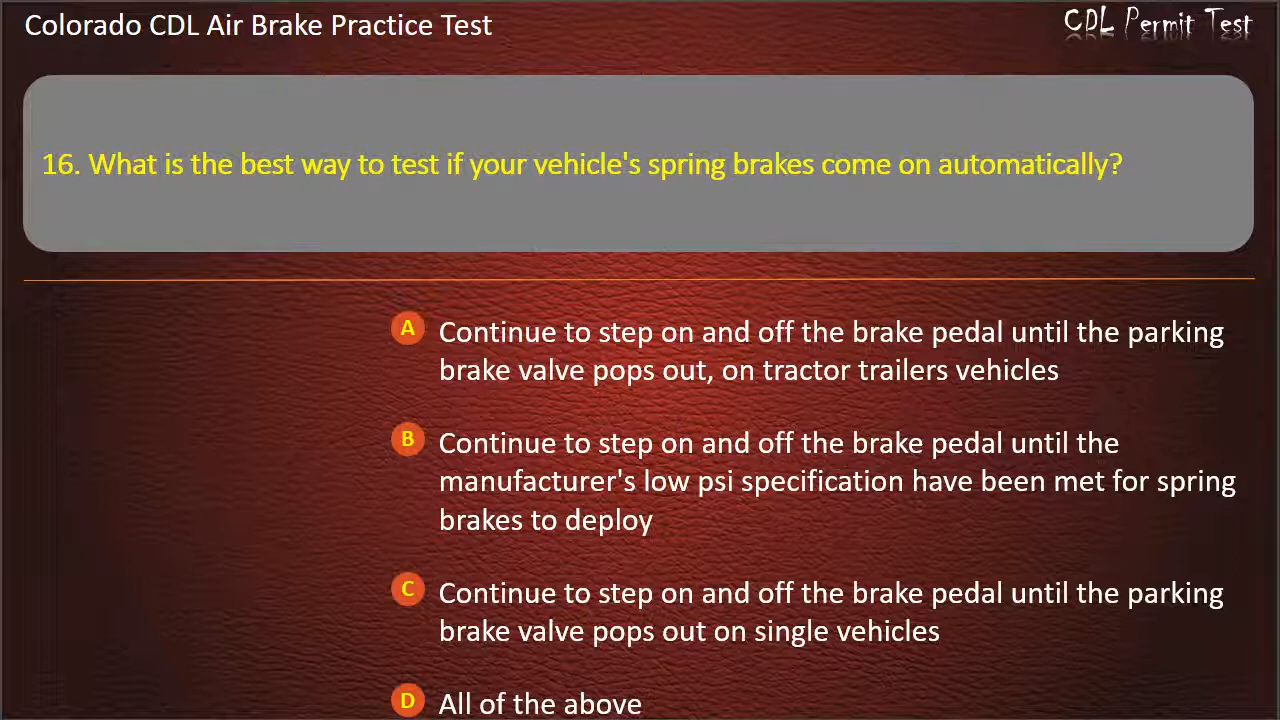 Colorado CDL Air Brake Practice Test
CDL Permit Test
16. What is the best way to test if your vehicle's spring brakes come on automatically?
A Continue to step on and off the brake pedal until the parking
brake valve pops out, on tractor trailers vehicles
B Continue to step on and off the brake pedal until the
manufacturer's low psi specification have been met for spring
brakes to deploy
C Continue to step on and off the brake pedal until the parking
brake valve pops out on single vehicles
D All of the above